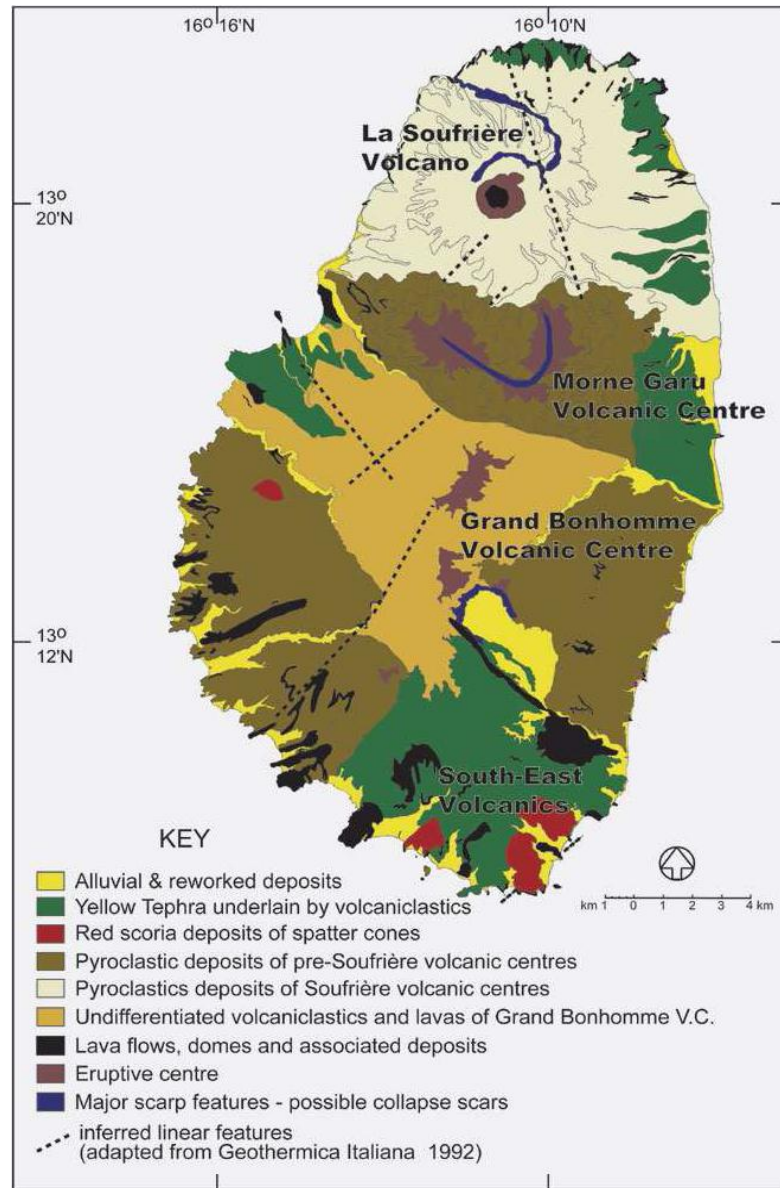 16º 16'N
16º 10'N
La Soufrière
Volcano
13º
20'N
Morne Garu
Volcanic Centre
Grand Bonhomme
Volcanic Centre
13º
12'N
South-East
Volcanics
KEY
Alluvial & reworked deposits
Yellow Tephra underlain by volcaniclastics
Red scoria deposits of spatter cones
Pyroclastic deposits of pre-Soufrière volcanic centres
Pyroclastics deposits of Soufrière volcanic centres
Undifferentiated volcaniclastics and lavas of Grand Bonhomme V.C.
Lava flows, domes and associated deposits
Eruptive centre
Major scarp features - possible collapse scars
inferred linear features
(adapted from Geothermica Italiana 1992)
km 1 0 1 2 3 4 km